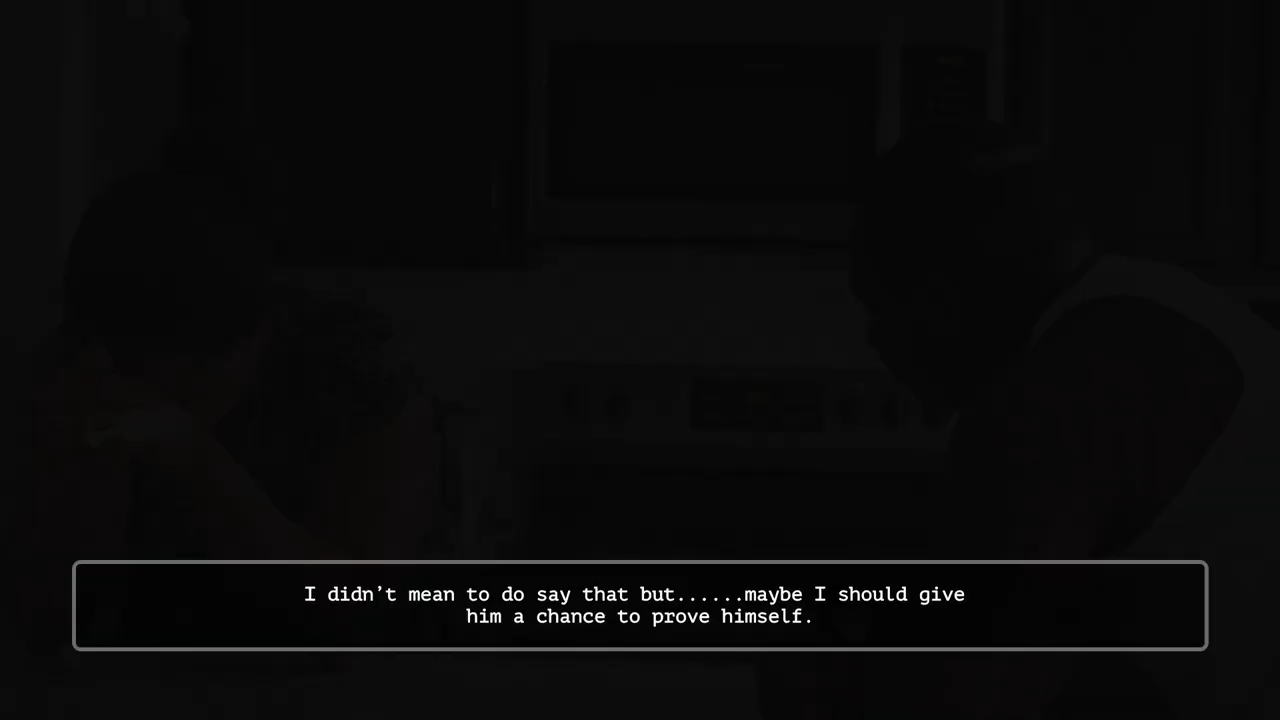 I didn't mean to do say that but......maybe I should give
him a chance to prove himself.